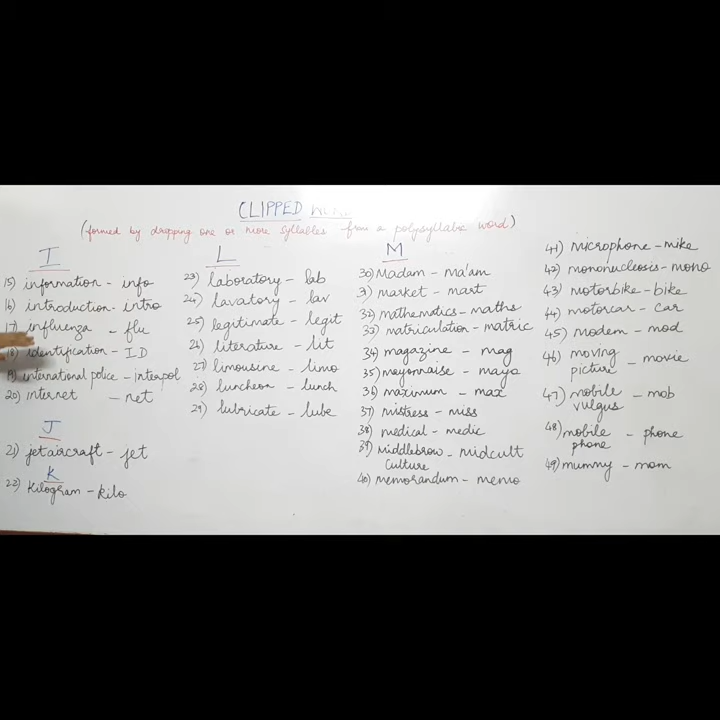 CLIPPED
(formed by dropping one or more syllables from a polysyllabic word)
I
15) information - info
16) introduction - intro
17) influenza - flu
18) identification - ID
19) international police - interpol
20) internet - net
J
21) jet aircraft - jet
K
22) kilogram - kilo
L
23) laboratory - lab
24) lavatory - lav
25) legitimate - legit
26) literature - lit
27) limousine - limo
28) luncheon - lunch
29) lubricate - lube
M
30) Madam - ma'am
31) market - mart
32) mathematics - maths
33) matriculation - matric
34) magazine - mag
35) mayonnaise - mayo
36) maximum - max
37) mistress - miss
38) medical - medic
39) middlebrow - midcult
culture
40) memorandum - memo
41) microphone - mike
42) mononucleosis - mono
43) motorbike - bike
44) motorcar - car
45) modem - mod
46) moving - movie
picture
47) mobile - mob
vulgus
48) mobile - phone
phone
49) mummy - mom